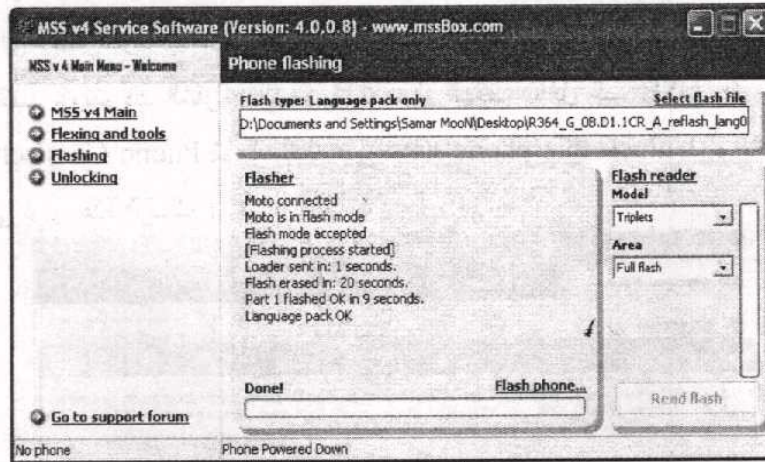 MSS v4 Service Software (Version: 4.0.0.8) - www.mssBox.com
MSS v 4 Main Menu - Welcome
Phone flashing
MSS v4 Main
Flexing and tools
Flashing
Unlocking
Go to support forum
Flash type: Language pack only
Select flash file
D:\Documents and Settings\Samar MooN\Desktop\R364_G_0B.D1.1CR_A_reflash_lang0
Flasher
Moto connected
Moto is in flash mode
Flash mode accepted
[Flashing process started]
Loader sent in: 1 seconds.
Flash erased in: 20 seconds.
Part 1 flashed OK in 9 seconds.
Language pack OK
Done!
Flash phone...
Flash reader
Model
Triplets
Area
Full flash
Read flash
No phone
Phone Powered Down